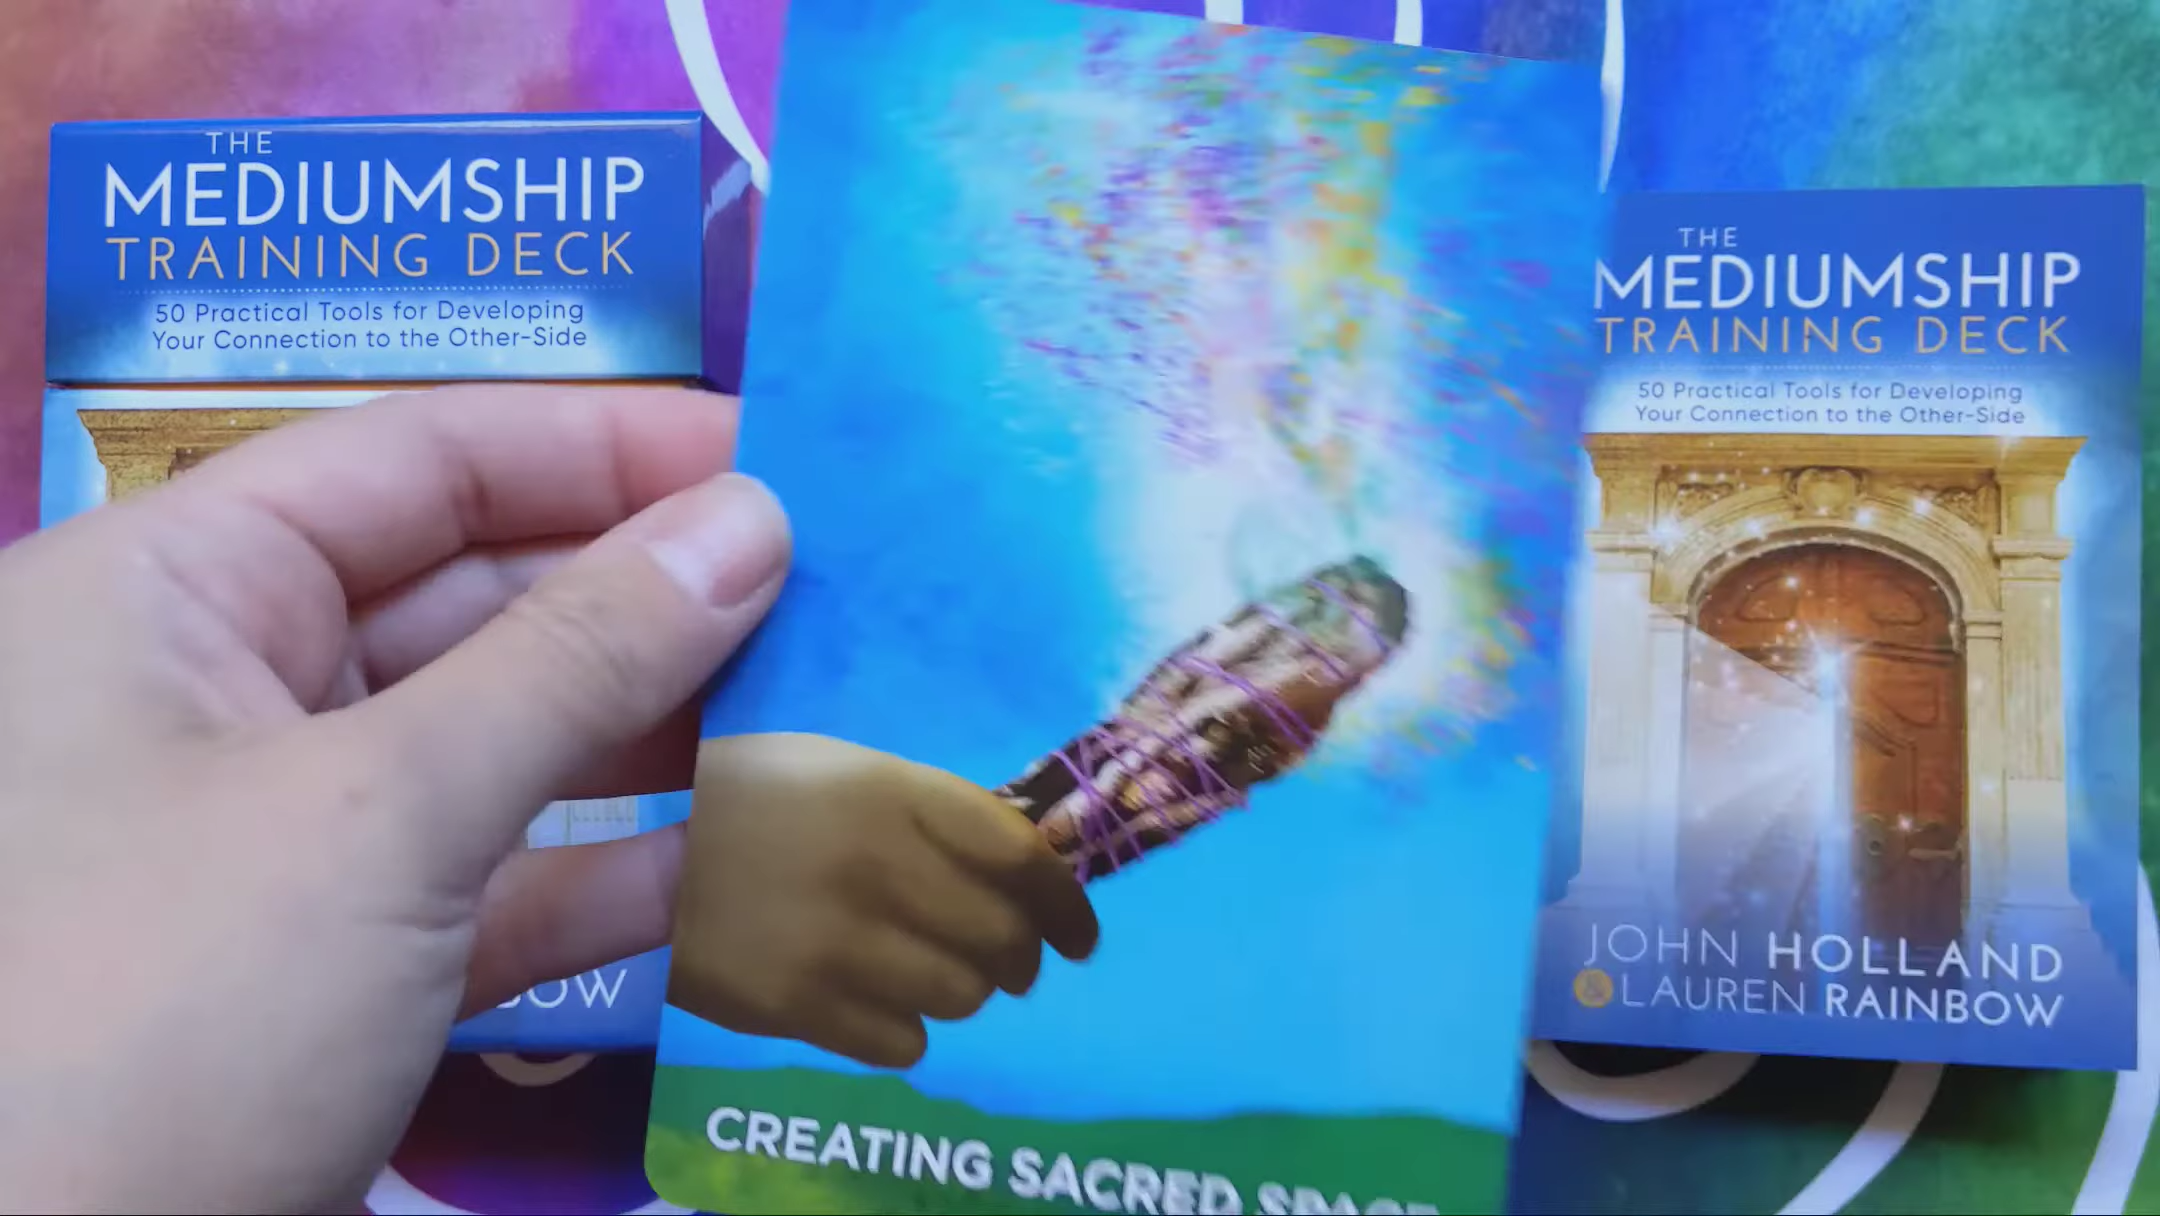 THE
MEDIUMSHIP
TRAINING DECK
50 Practical Tools for Developing
Your Connection to the Other-Side
CREATING SACRED SPACE
THE
MEDIUMSHIP
TRAINING DECK
50 Practical Tools for Developing
Your Connection to the Other-Side
JOHN HOLLAND
& LAUREN RAINBOW